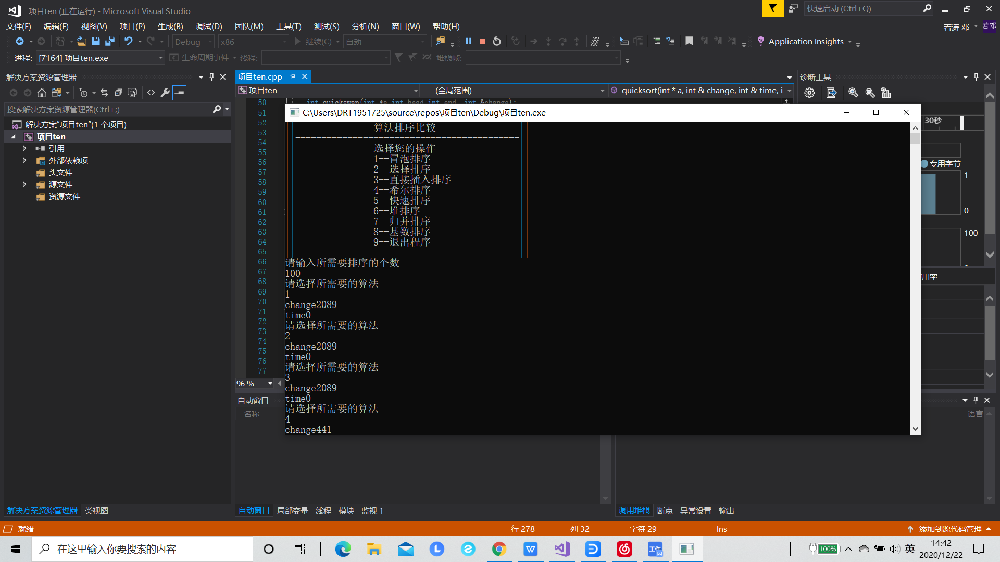 项目ten (正在运行) - Microsoft Visual Studio
快速启动 (Ctrl+Q)
文件(F) 编辑(E) 视图(V) 项目(P) 生成(B) 调试(D) 团队(M) 工具(T) 测试(S) 分析(N) 窗口(W) 帮助(H)
若涛 邓
若邓
Debug x86 继续(C) 自动 Application Insights
进程: [7164] 项目ten.exe 生命周期事件 线程: 堆栈帧:
解决方案资源管理器
搜索解决方案资源管理器(Ctrl+;)
解决方案"项目ten"(1 个项目)
项目ten
引用
外部依赖项
头文件
源文件
资源文件
解决方案资源管理器 类视图
项目ten.cpp
项目ten (全局范围) quicksort(int * a, int & change, int & time, i
50 int quickswap(int *a,int head,int end, int &change);
51
52
53
54
55
56
57
58
59
60
61
62
63
64
65
66
67
68
69
70
71
72
73
74
75
76
77
96 %
C:\Users\DRT1951725\source\repos\项目ten\Debug\项目ten.exe
算法排序比较
-------------------------------------------
选择您的操作
1--冒泡排序
2--选择排序
3--直接插入排序
4--希尔排序
5--快速排序
6--堆排序
7--归并排序
8--基数排序
9--退出程序
-------------------------------------------
请输入所需要排序的个数
100
请选择所需要的算法
1
change2089
time0
请选择所需要的算法
2
change2089
time0
请选择所需要的算法
3
change2089
time0
请选择所需要的算法
4
change441
诊断工具
30秒
专用字节
1
0
100
用率
自动窗口
名称
语言
自动窗口 局部变量 线程 模块 监视 1
调用堆栈 断点 异常设置 输出
就绪 行 278 列 32 字符 29 Ins 添加到源代码管理
在这里输入你要搜索的内容
100%
英
14:42
2020/12/22